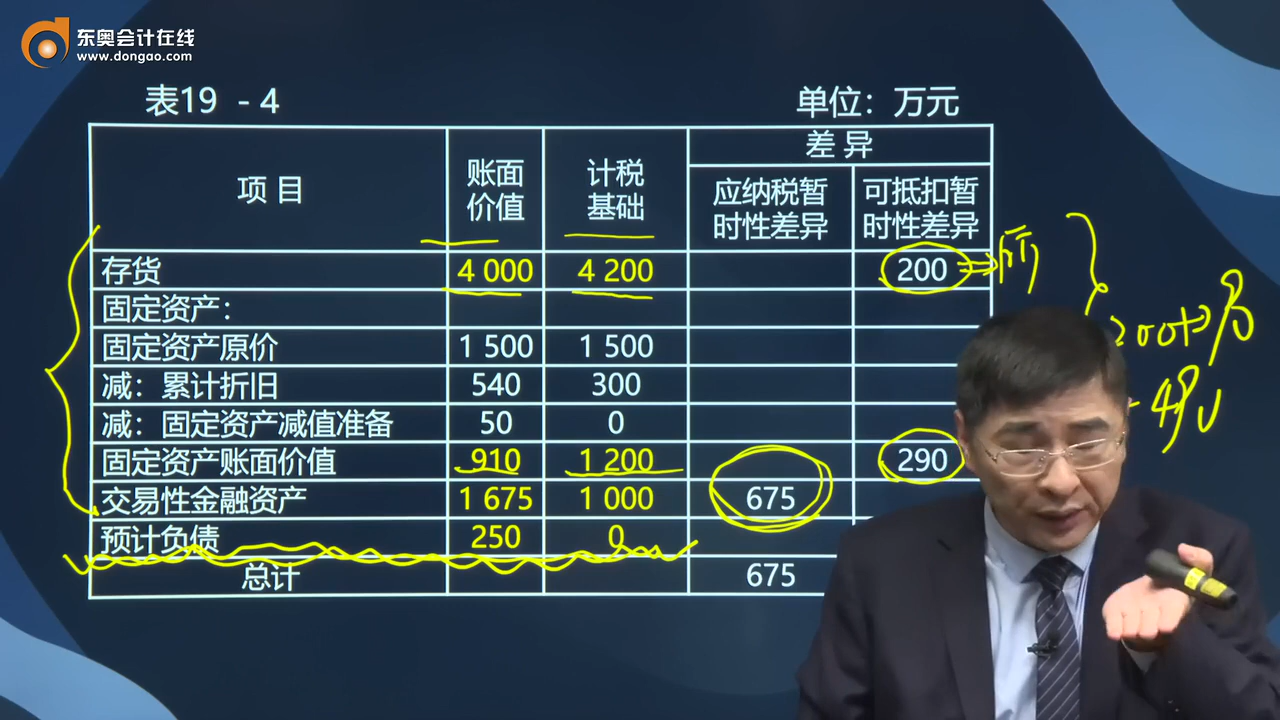 东奥会计在线
www.dongao.com
表19 - 4
单位：万元
项 目
账面价值
计税基础
差 异
应纳税暂时性差异
可抵扣暂时性差异
存货 4 000 4 200 200
固定资产：
固定资产原价 1 500 1 500
减：累计折旧 540 300
减：固定资产减值准备 50 0
固定资产账面价值 910 1 200 290
交易性金融资产 1 675 1 000 675
预计负债 250 0
总计 675